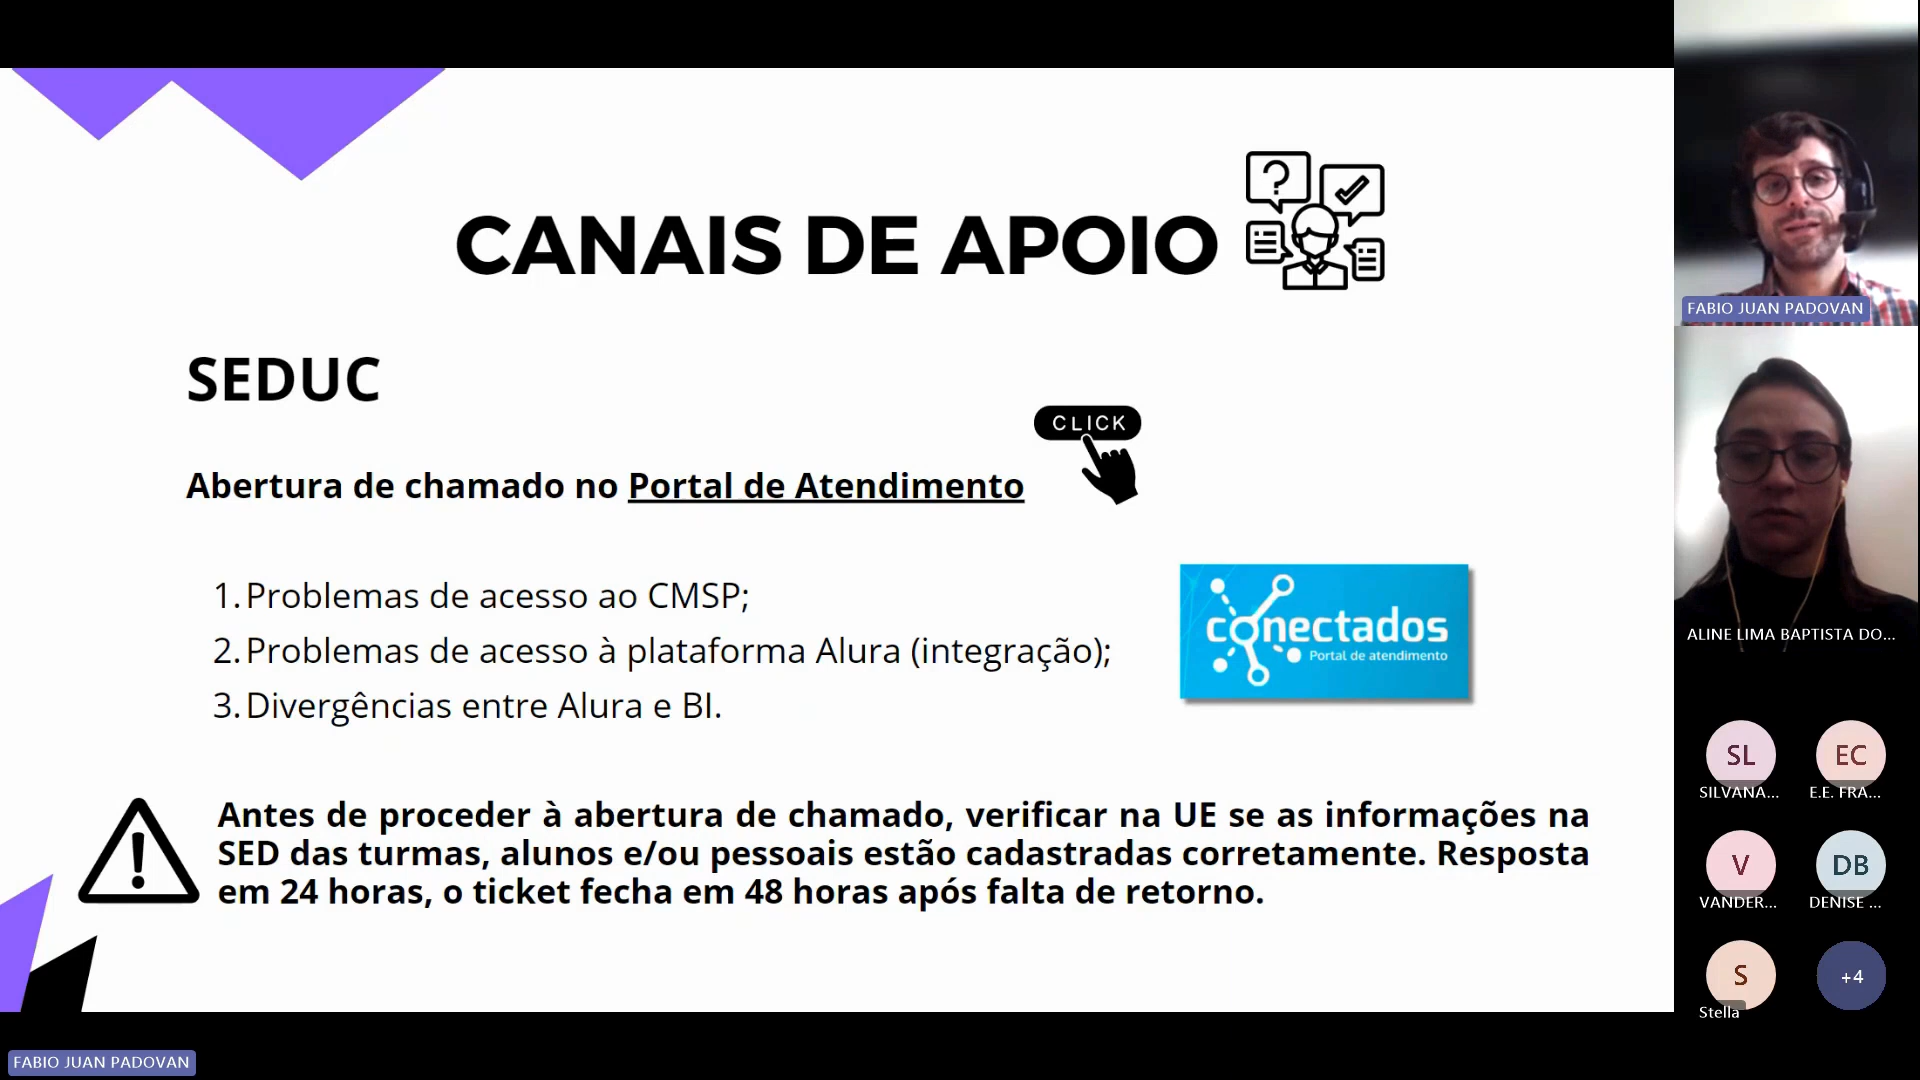 CANAIS DE APOIO
SEDUC
CLICK
Abertura de chamado no Portal de Atendimento
1. Problemas de acesso ao CMSP;
2. Problemas de acesso à plataforma Alura (integração);
3. Divergências entre Alura e BI.
conectados
Portal de atendimento
Antes de proceder à abertura de chamado, verificar na UE se as informações na
SED das turmas, alunos e/ou pessoais estão cadastradas corretamente. Resposta
em 24 horas, o ticket fecha em 48 horas após falta de retorno.
FABIO JUAN PADOVAN
FABIO JUAN PADOVAN
ALINE LIMA BAPTISTA DO...
SL
EC
SILVANA...
E.E. FRA...
V
DB
VANDER...
DENISE ...
S
+4
Stella